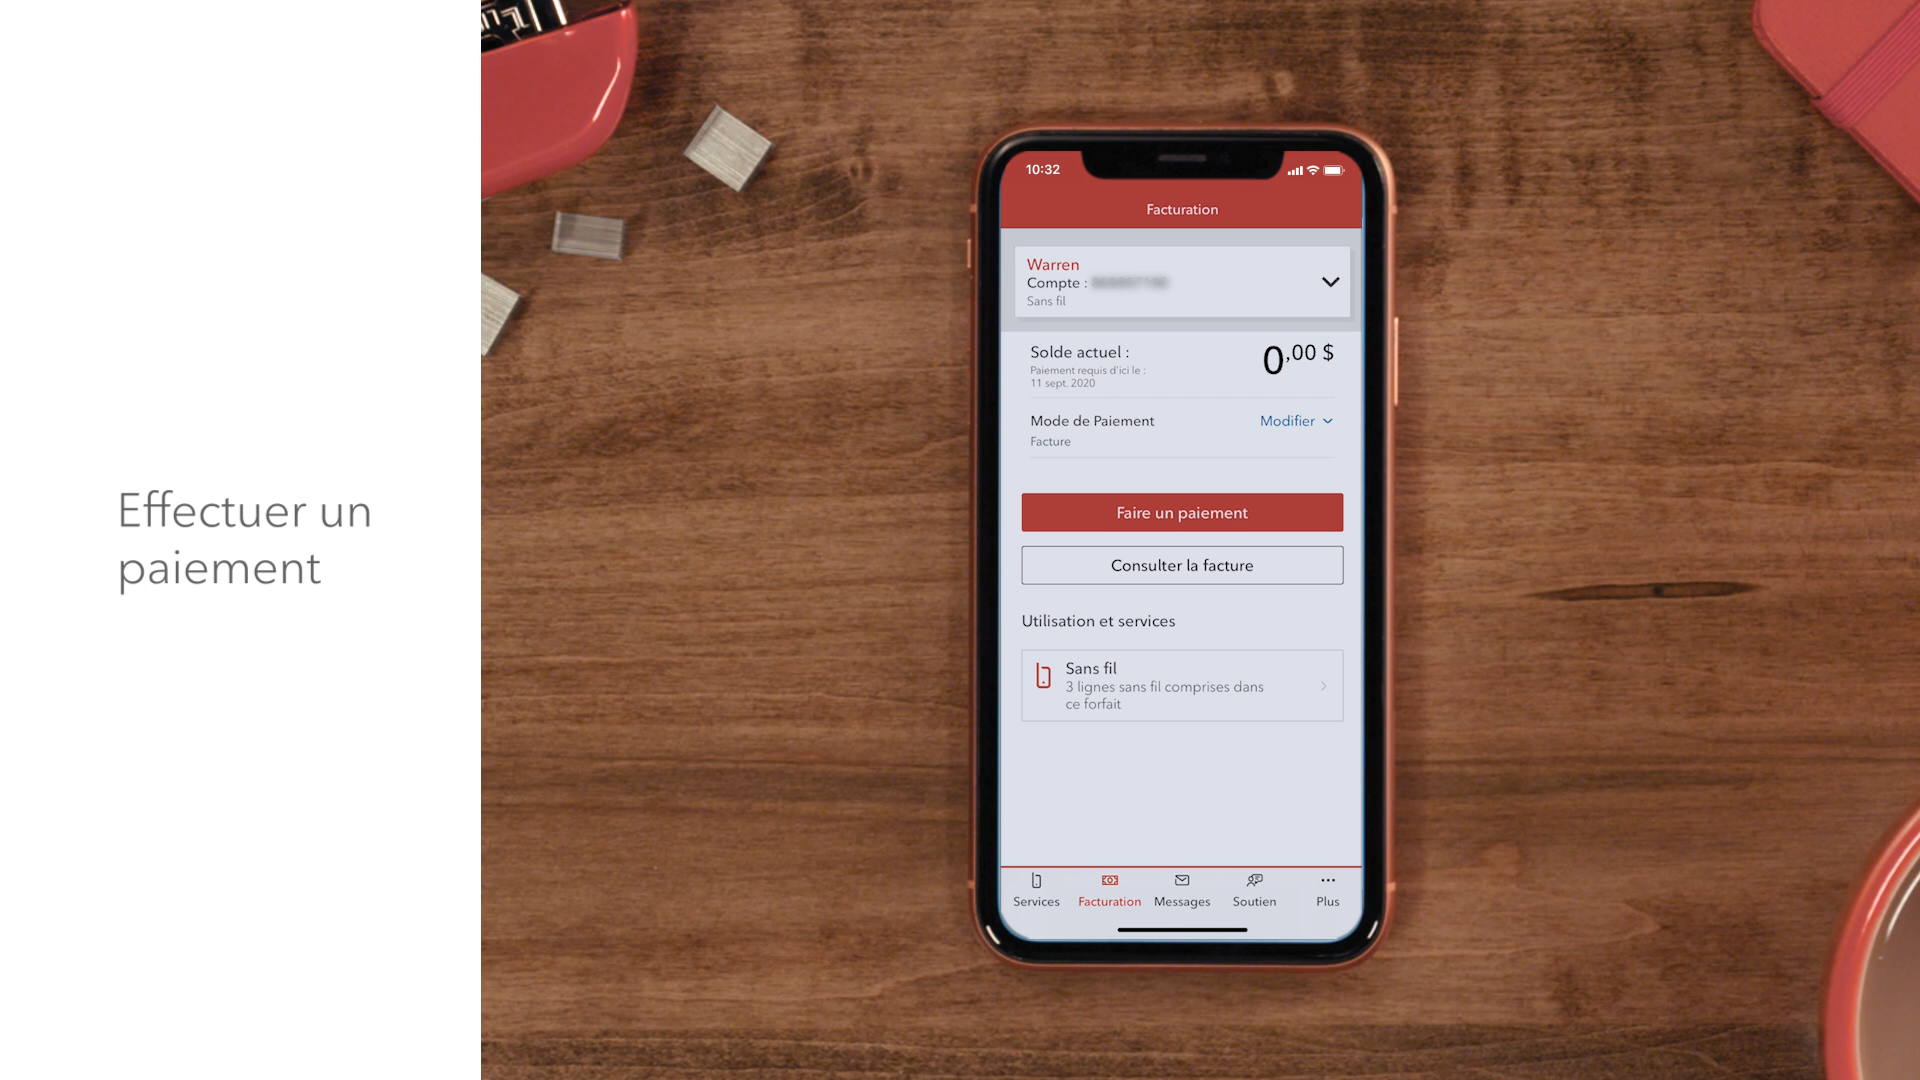 Effectuer un
paiement
10:32
Facturation
Warren
Compte :
Sans fil
Solde actuel :
0,00 $
Paiement requis d'ici le :
11 sept. 2020
Mode de Paiement
Modifier
Facture
Faire un paiement
Consulter la facture
Utilisation et services
Sans fil
3 lignes sans fil comprises dans
ce forfait
Services
Facturation
Messages
Soutien
Plus